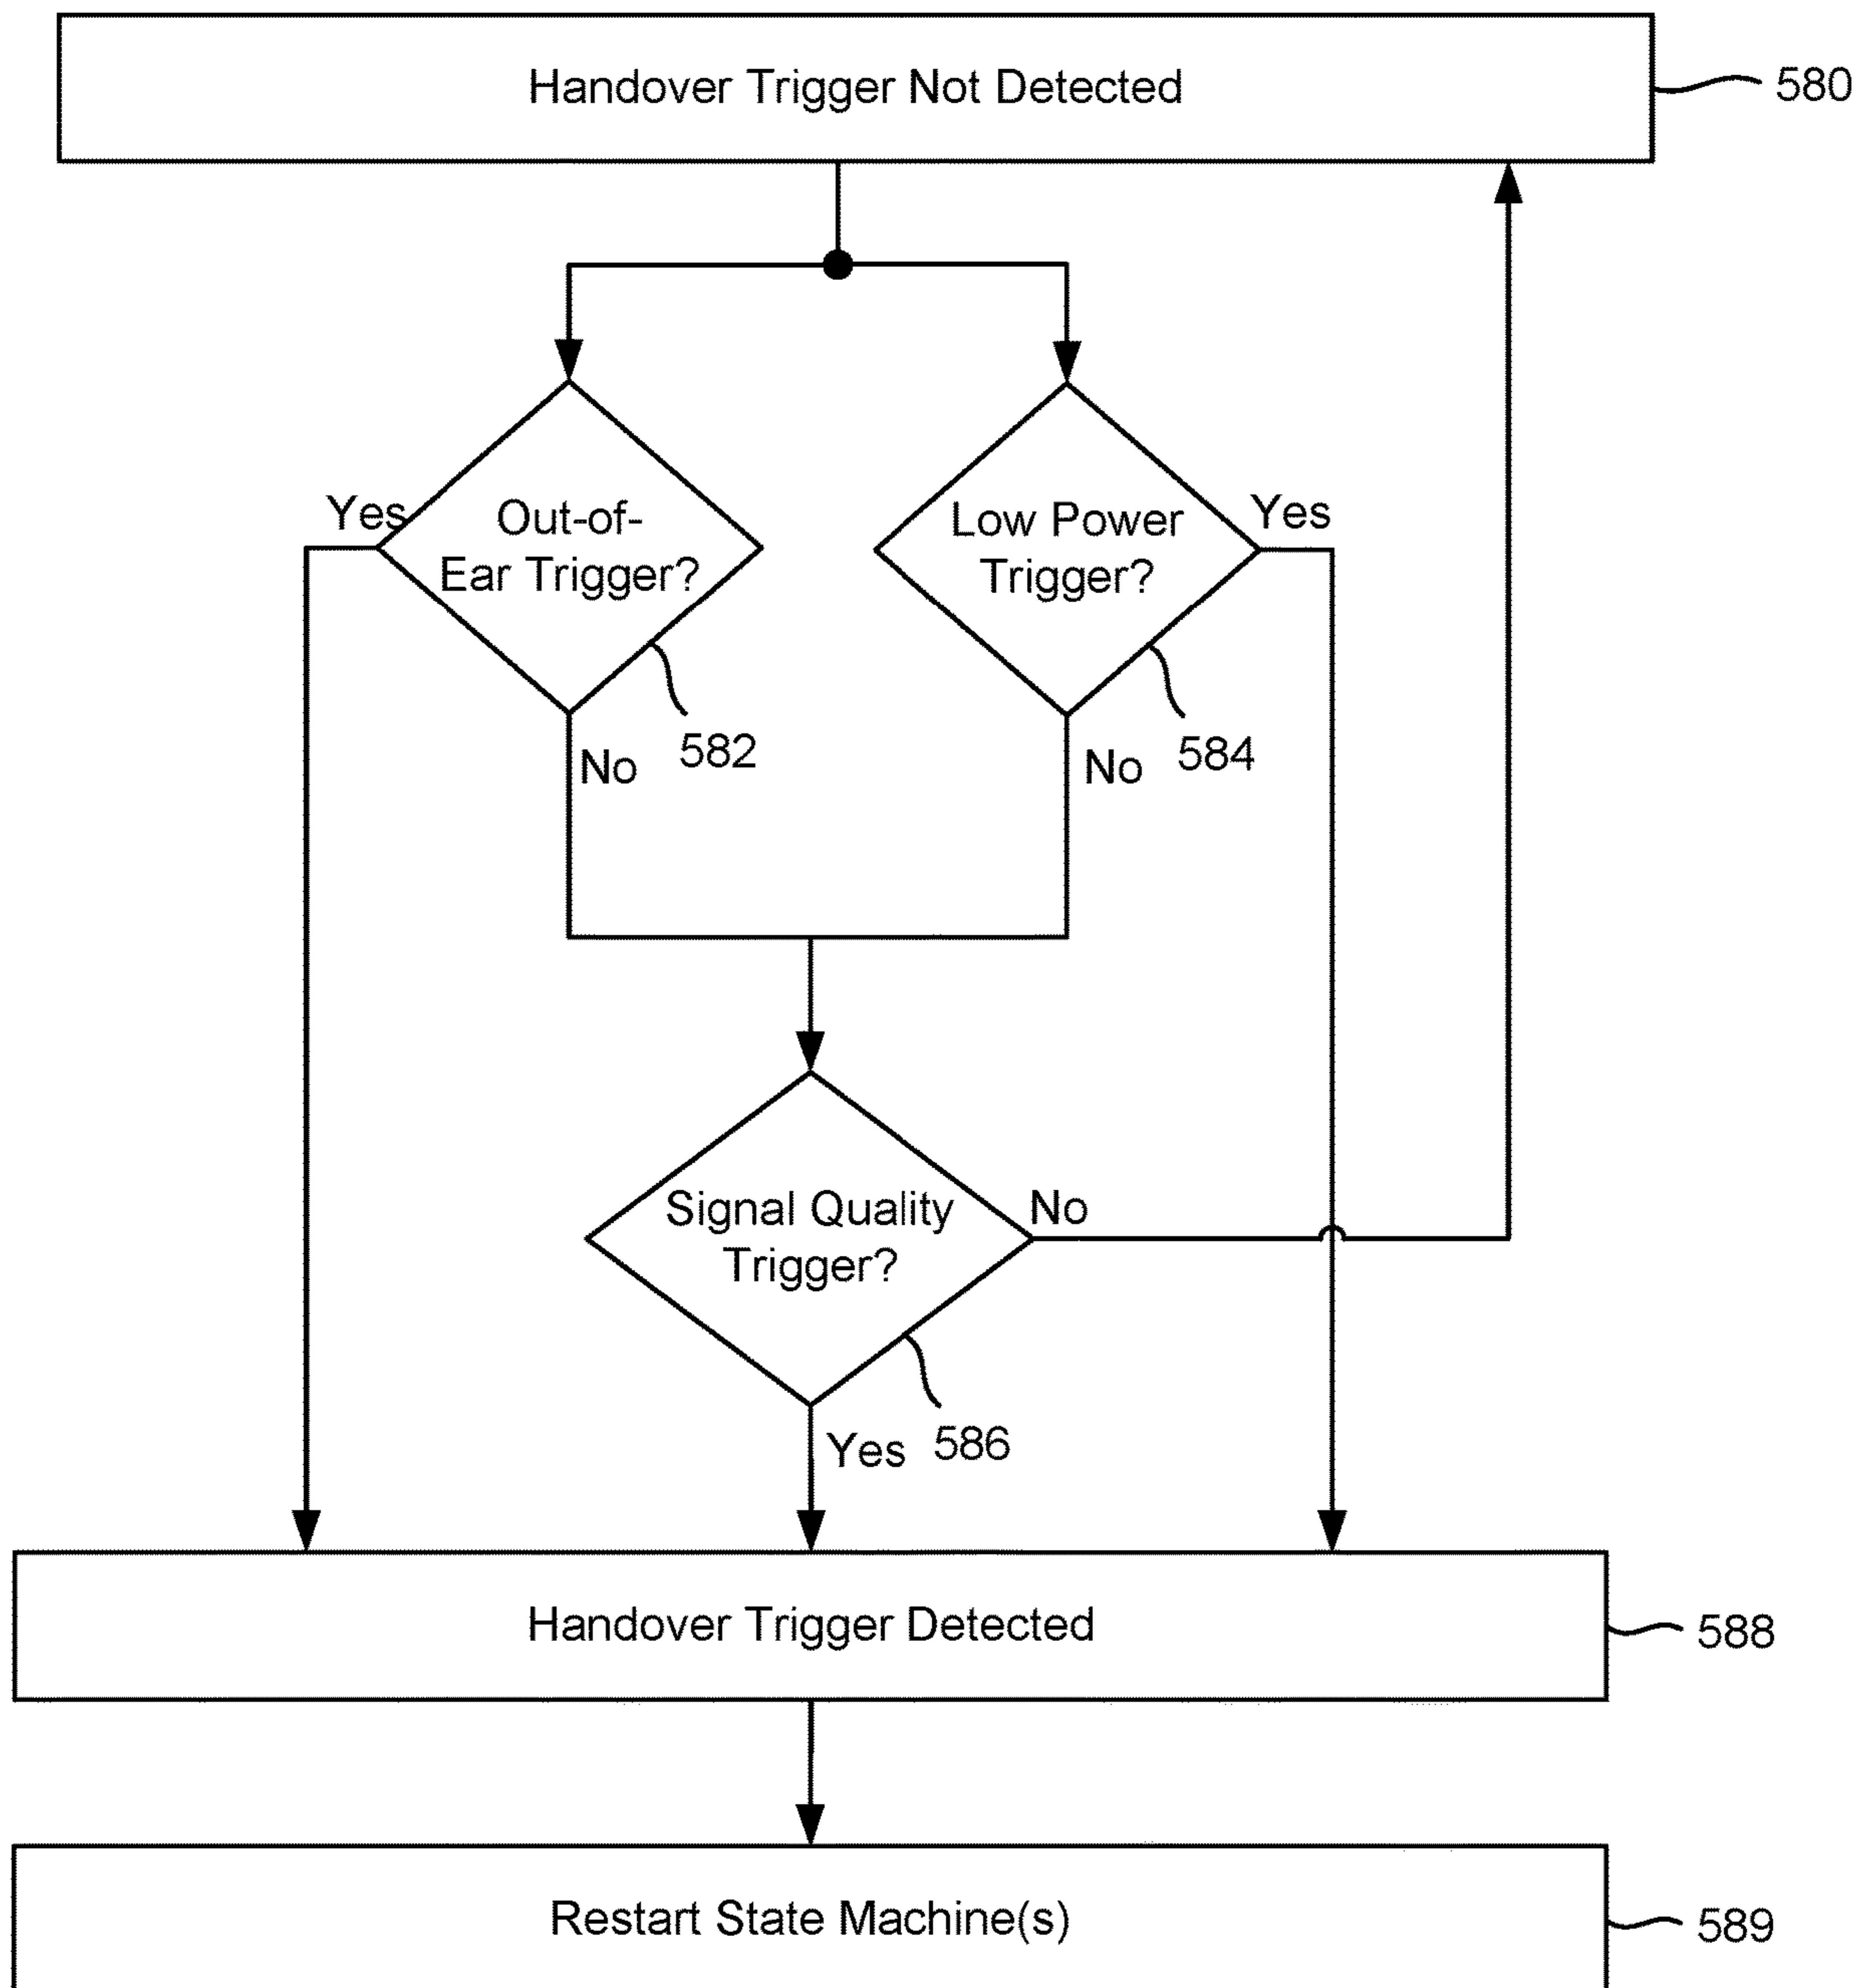 Handover Trigger Not Detected
580
Yes
Out-of-
Ear Trigger?
Low Power
Trigger?
Yes
No
582
No
584
Signal Quality
Trigger?
No
Yes
586
Handover Trigger Detected
588
Restart State Machine(s)
589